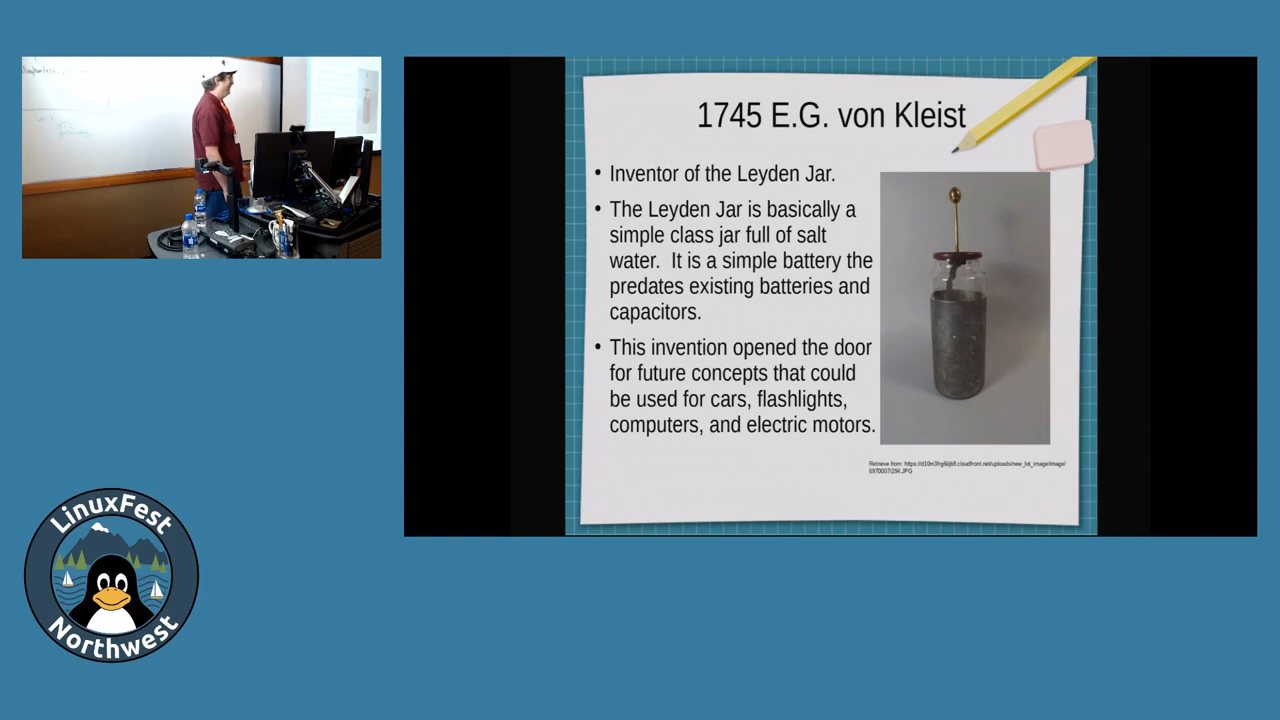 1745 E.G. von Kleist
• Inventor of the Leyden Jar.
• The Leyden Jar is basically a
simple class jar full of salt
water.  It is a simple battery the
predates existing batteries and
capacitors.
• This invention opened the door
for future concepts that could
be used for cars, flashlights,
computers, and electric motors.
LinuxFest
Northwest